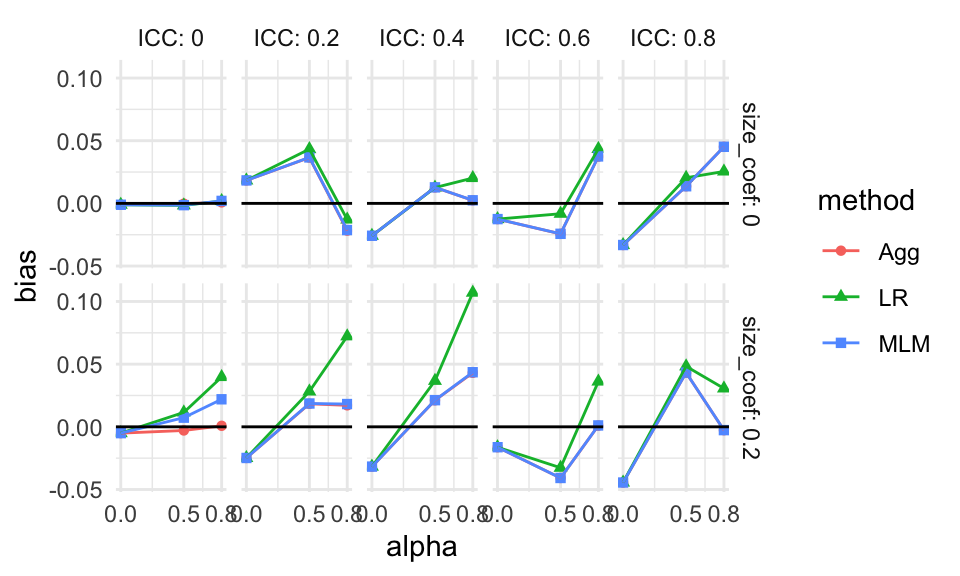 ICC: 0 ICC: 0.2 ICC: 0.4 ICC: 0.6 ICC: 0.8
0.10
0.05
0.00
-0.05
size_coef: 0
0.10
0.05
0.00
-0.05
size_coef: 0.2
0.0 0.5 0.8 0.0 0.5 0.8 0.0 0.5 0.8 0.0 0.5 0.8 0.0 0.5 0.8
alpha
bias
method
Agg
LR
MLM